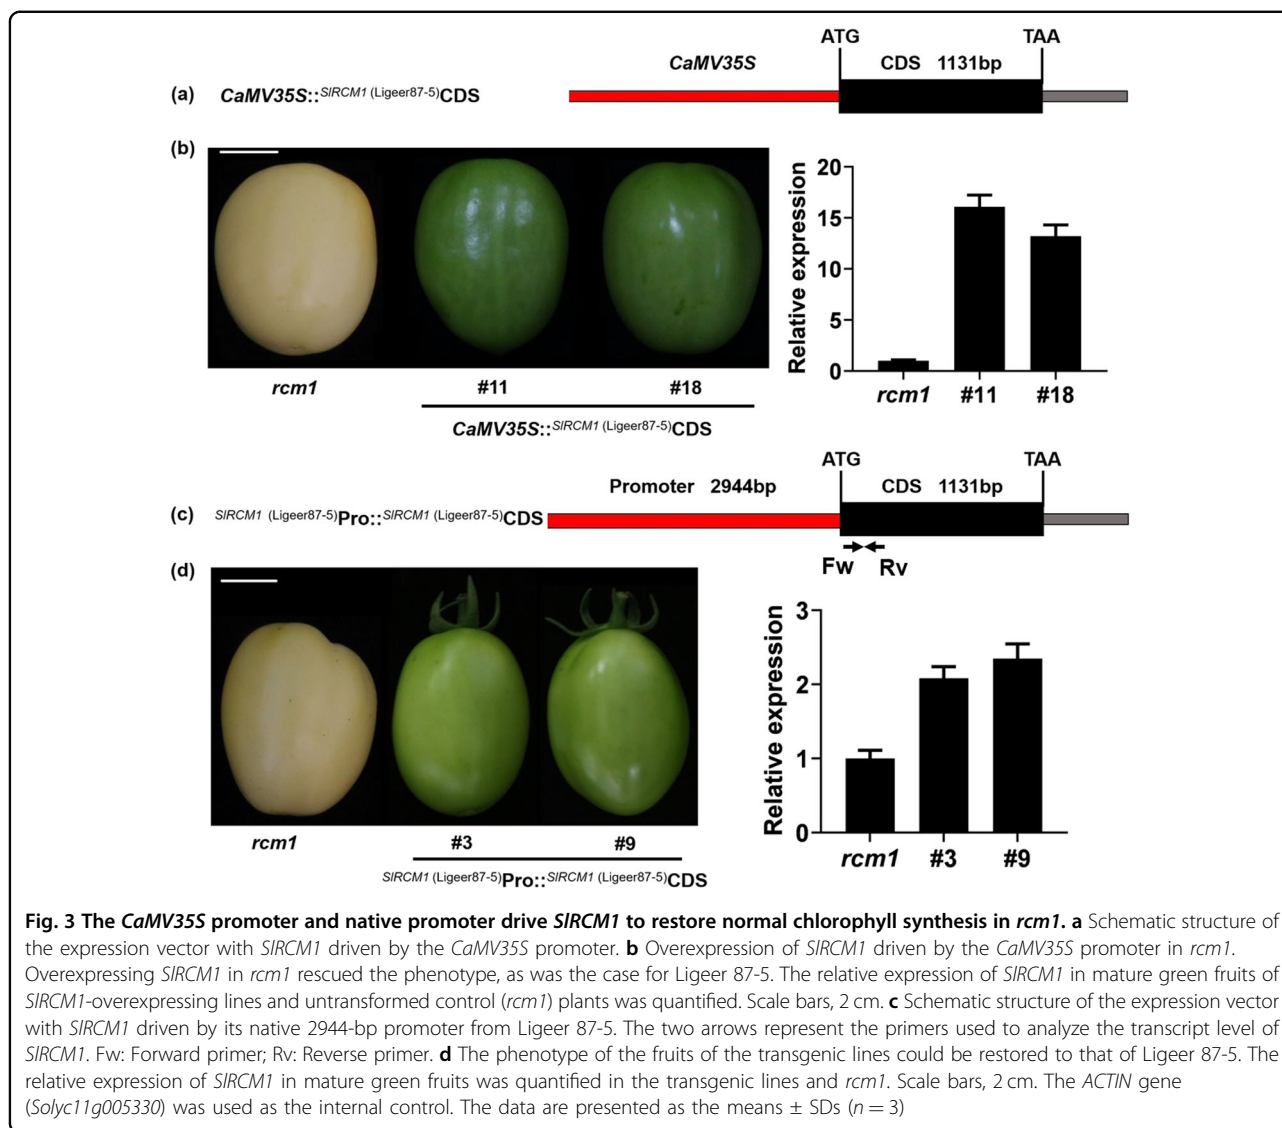 ATG TAA
CaMV35S CDS 1131bp
(a) CaMV35S::SlRCM1 (Ligeer87-5)CDS
(b)
20
15
10
5
0
Relative expression
rcm1 #11 #18
rcm1 #11 #18
CaMV35S::SlRCM1 (Ligeer87-5)CDS
ATG TAA
Promoter 2944bp CDS 1131bp
(c) SlRCM1 (Ligeer87-5)Pro::SlRCM1 (Ligeer87-5)CDS
Fw Rv
(d)
3
2
1
0
Relative expression
rcm1 #3 #9
rcm1 #3 #9
SlRCM1 (Ligeer87-5)Pro::SlRCM1 (Ligeer87-5)CDS
Fig. 3 The CaMV35S promoter and native promoter drive SlRCM1 to restore normal chlorophyll synthesis in rcm1. a Schematic structure of
the expression vector with SlRCM1 driven by the CaMV35S promoter. b Overexpression of SlRCM1 driven by the CaMV35S promoter in rcm1.
Overexpressing SlRCM1 in rcm1 rescued the phenotype, as was the case for Ligeer 87-5. The relative expression of SlRCM1 in mature green fruits of
SlRCM1-overexpressing lines and untransformed control (rcm1) plants was quantified. Scale bars, 2 cm. c Schematic structure of the expression vector
with SlRCM1 driven by its native 2944-bp promoter from Ligeer 87-5. The two arrows represent the primers used to analyze the transcript level of
SlRCM1. Fw: Forward primer; Rv: Reverse primer. d The phenotype of the fruits of the transgenic lines could be restored to that of Ligeer 87-5. The
relative expression of SlRCM1 in mature green fruits was quantified in the transgenic lines and rcm1. Scale bars, 2 cm. The ACTIN gene
(Solyc11g005330) was used as the internal control. The data are presented as the means ± SDs (n = 3)